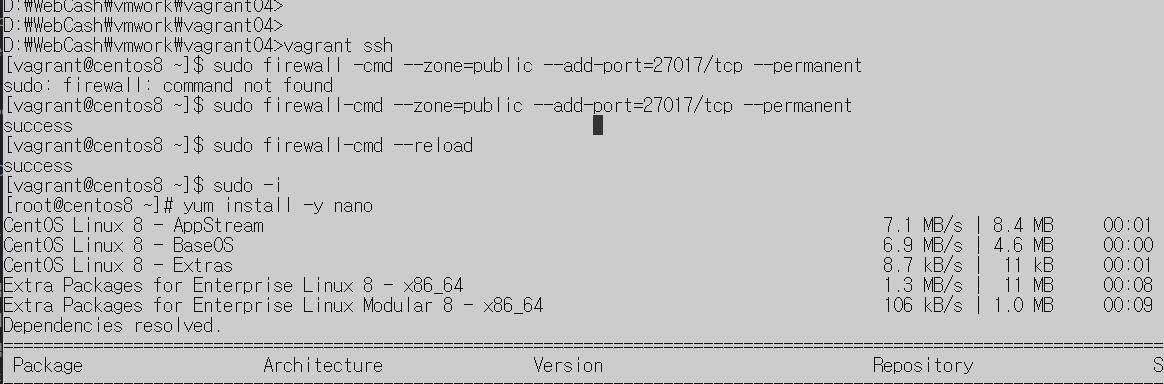 D:₩WebCash₩vmwork₩vagrant04>
D:₩WebCash₩vmwork₩vagrant04>
D:₩WebCash₩vmwork₩vagrant04>vagrant ssh
[vagrant@centos8 ~]$ sudo firewall -cmd --zone=public --add-port=27017/tcp --permanent
sudo: firewall: command not found
[vagrant@centos8 ~]$ sudo firewall-cmd --zone=public --add-port=27017/tcp --permanent
success
[vagrant@centos8 ~]$ sudo firewall-cmd --reload
success
[vagrant@centos8 ~]$ sudo -i
[root@centos8 ~]# yum install -y nano
CentOS Linux 8 - AppStream 7.1 MB/s | 8.4 MB 00:01
CentOS Linux 8 - BaseOS 6.9 MB/s | 4.6 MB 00:00
CentOS Linux 8 - Extras 8.7 kB/s | 11 kB 00:01
Extra Packages for Enterprise Linux 8 - x86_64 1.3 MB/s | 11 MB 00:08
Extra Packages for Enterprise Linux Modular 8 - x86_64 106 kB/s | 1.0 MB 00:09
Dependencies resolved.
Package Architecture Version Repository S